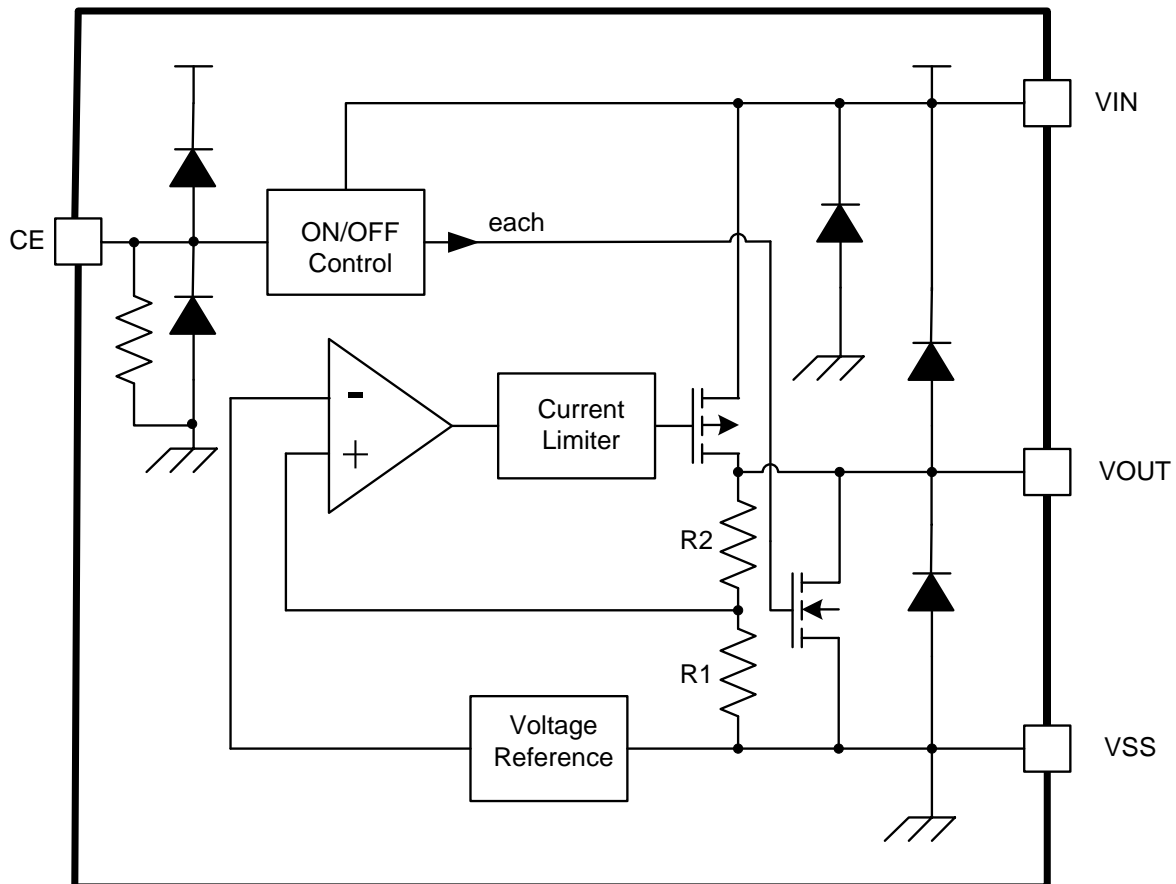 VIN
each
CE
ON/OFF
Control
-
+
Current
Limiter
VOUT
R2
R1
Voltage
Reference
VSS